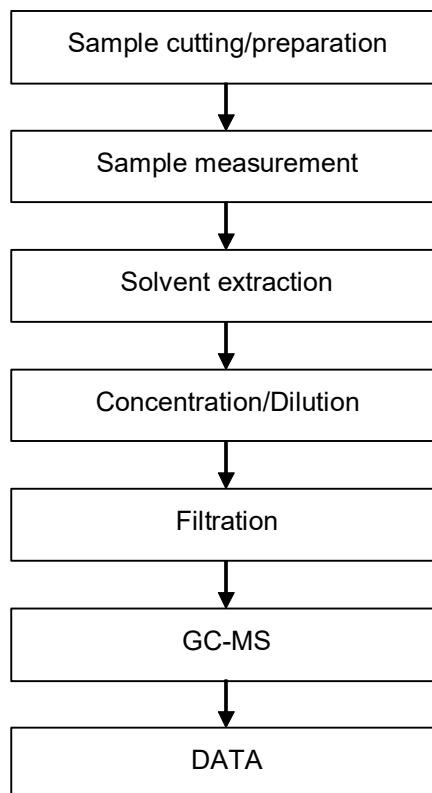 Sample cutting/preparation
Sample measurement
Solvent extraction
Concentration/Dilution
Filtration
GC-MS
DATA